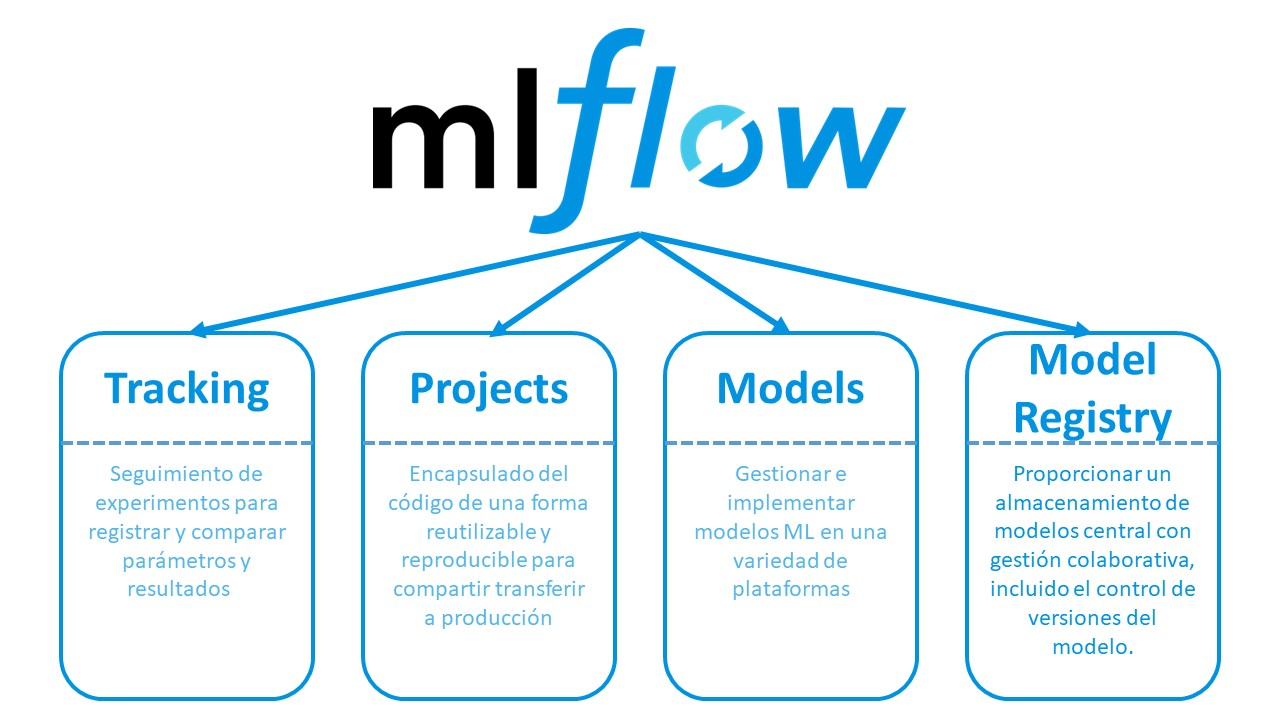 mlflow
Tracking
Seguimiento de
experimentos para
registrar y comparar
parámetros y
resultados
Projects
Encapsulado del
código de una forma
reutilizable y
reproducible para
compartir transferir
a producción
Models
Gestionar e
implementar
modelos ML en una
variedad de
plataformas
Model
Registry
Proporcionar un
almacenamiento de
modelos central con
gestión colaborativa,
incluido el control de
versiones del
modelo.